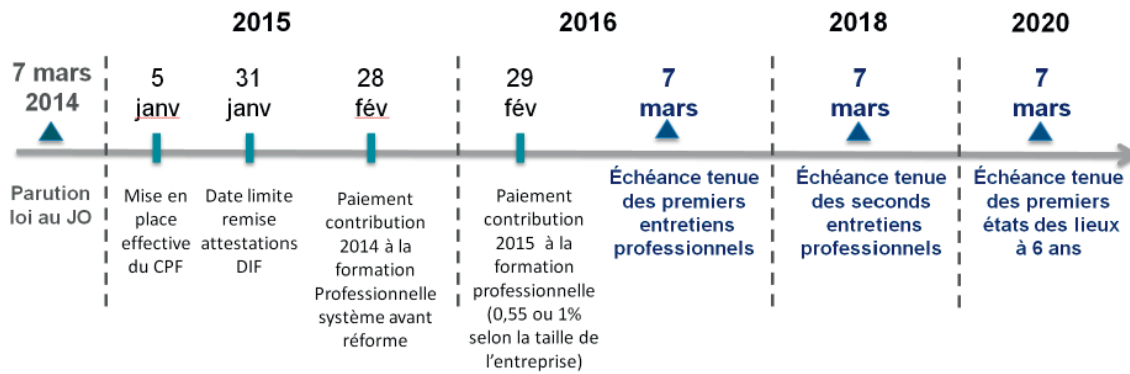 2015
2016
2018
2020
7 mars
2014
5
janv
31
janv
28
fév
29
fév
7
mars
7
mars
7
mars
Parution
loi au JO
Mise en
place
effective
du CPF
Date limite
remise
attestations
DIF
Paiement
contribution
2014 à la
formation
Professionnelle
système avant
réforme
Paiement
contribution
2015 à la
formation
professionnelle
(0,55 ou 1%
selon la taille de
l'entreprise)
Échéance tenue
des premiers
entretiens
professionnels
Échéance tenue
des seconds
entretiens
professionnels
Échéance tenue
des premiers
états des lieux
à 6 ans